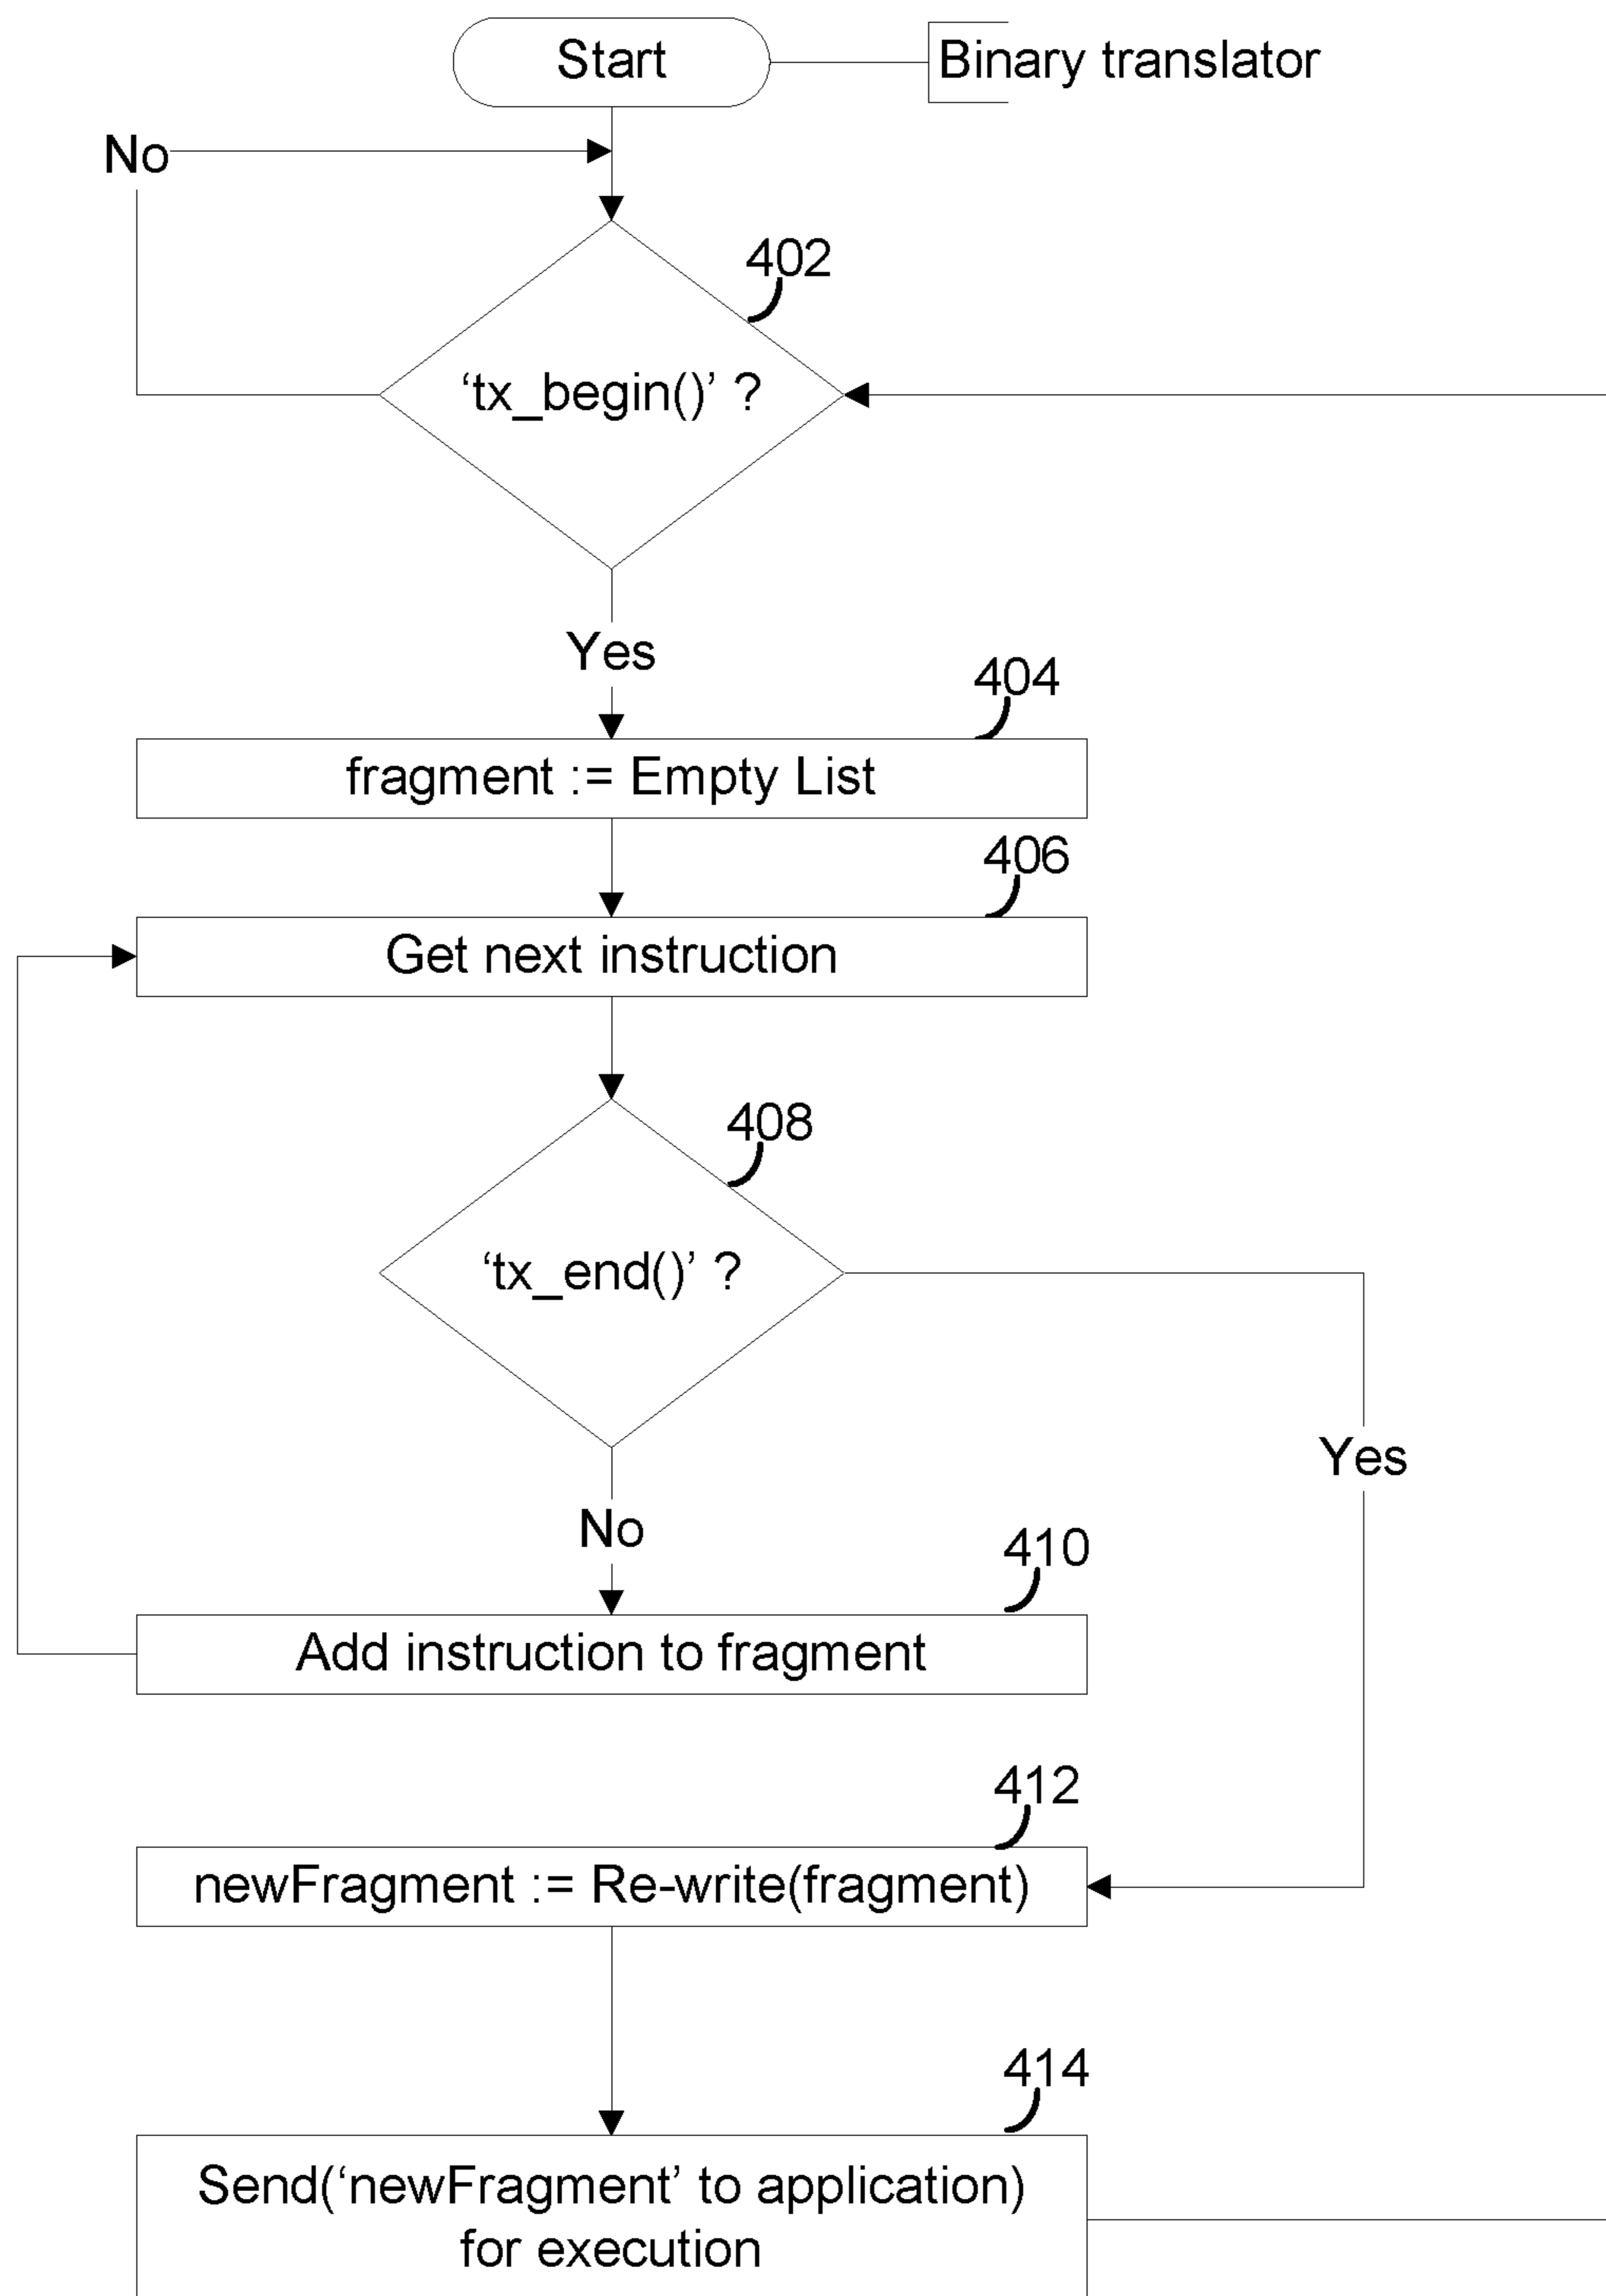 Start
Binary translator
No
402
‘tx_begin()’ ?
Yes
404
fragment := Empty List
406
Get next instruction
408
‘tx_end()’ ?
Yes
No
410
Add instruction to fragment
412
newFragment := Re-write(fragment)
414
Send(‘newFragment’ to application)
for execution